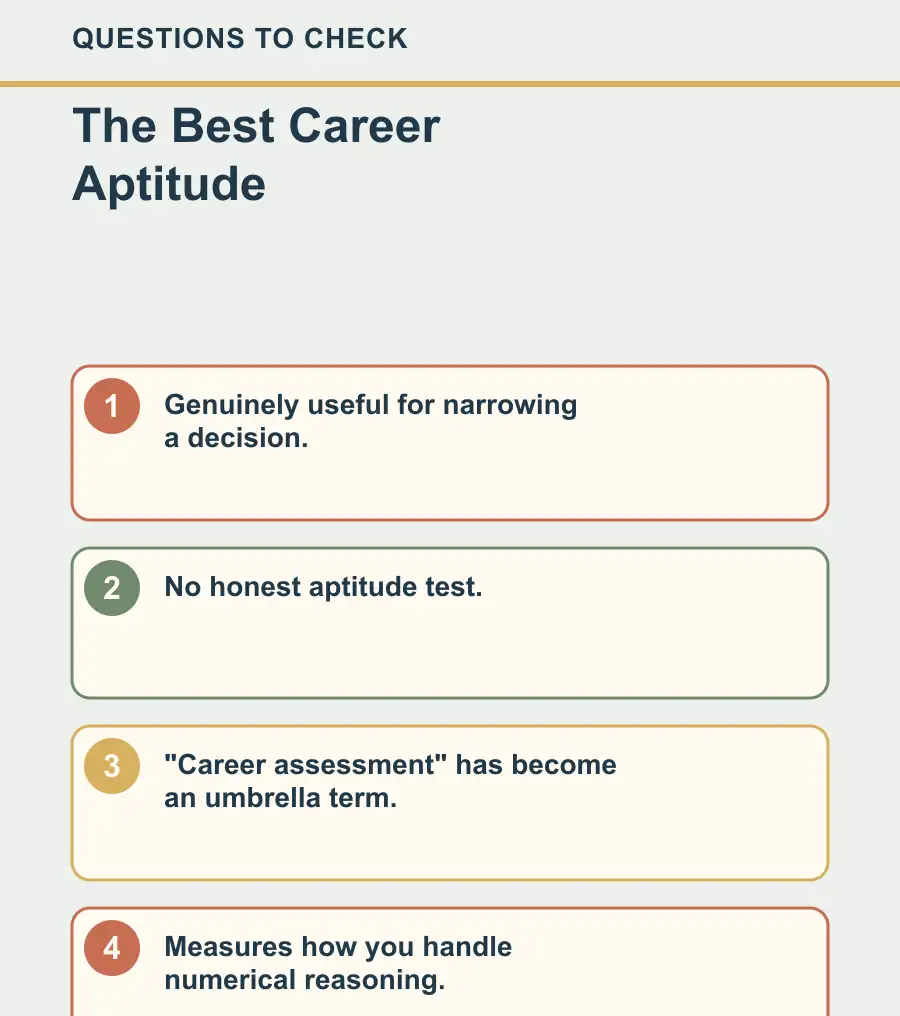 QUESTIONS TO CHECK
The Best Career
Aptitude
1
Genuinely useful for narrowing
a decision.
2
No honest aptitude test.
3
"Career assessment" has become
an umbrella term.
4
Measures how you handle
numerical reasoning.